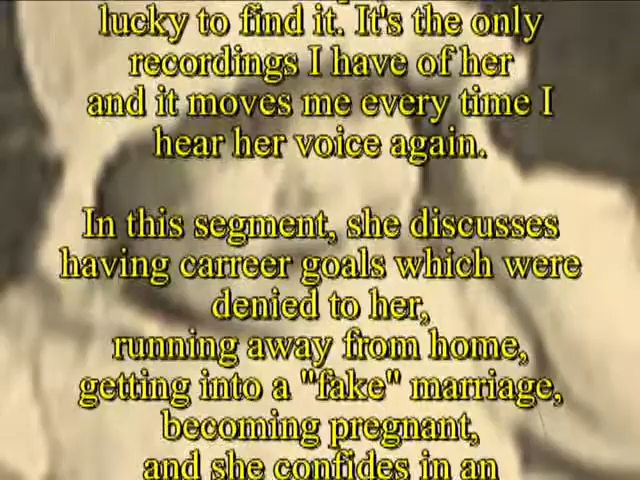 lucky to find it. It's the only
recordings I have of her
and it moves me every time I
hear her voice again.
In this segment, she discusses
having carreer goals which were
denied to her,
running away from home,
getting into a "fake" marriage,
becoming pregnant,
and she confides in an